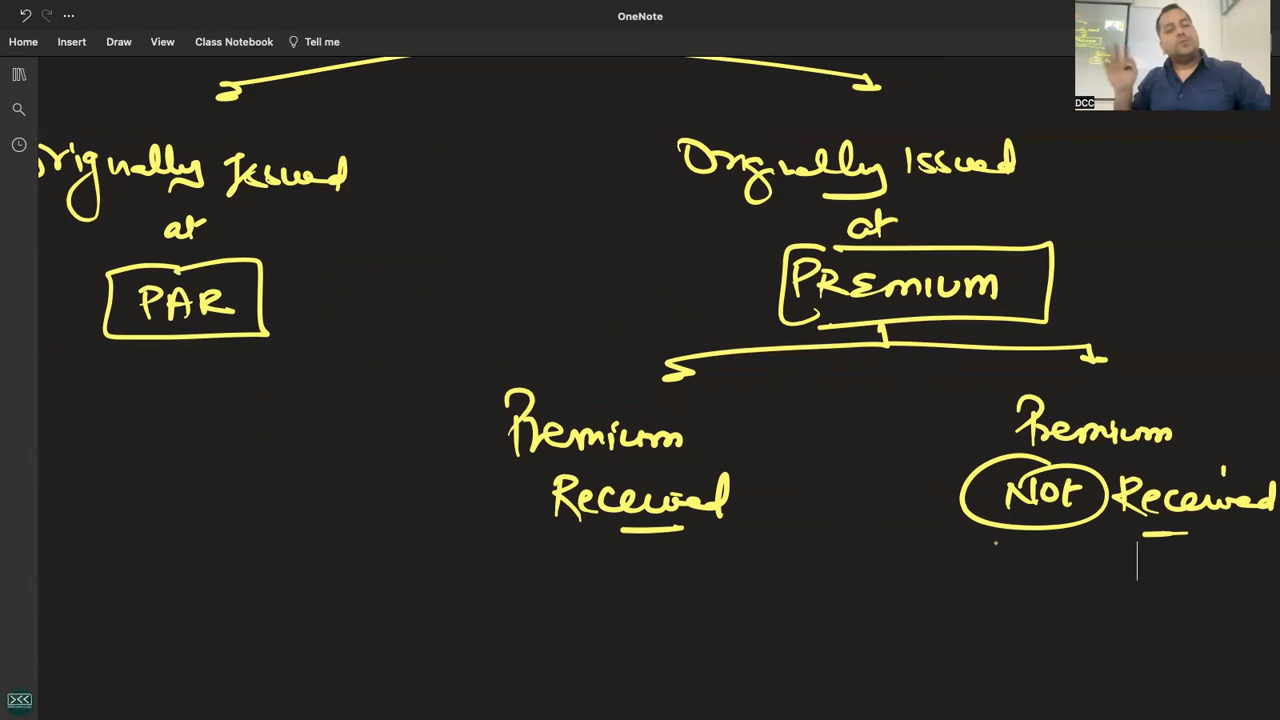 OneNote
Home Insert Draw View Class Notebook Tell me
DCC
Originally Issued
at
PAR
Originally Issued
at
PREMIUM
Premium
Received
Premium
Not Received